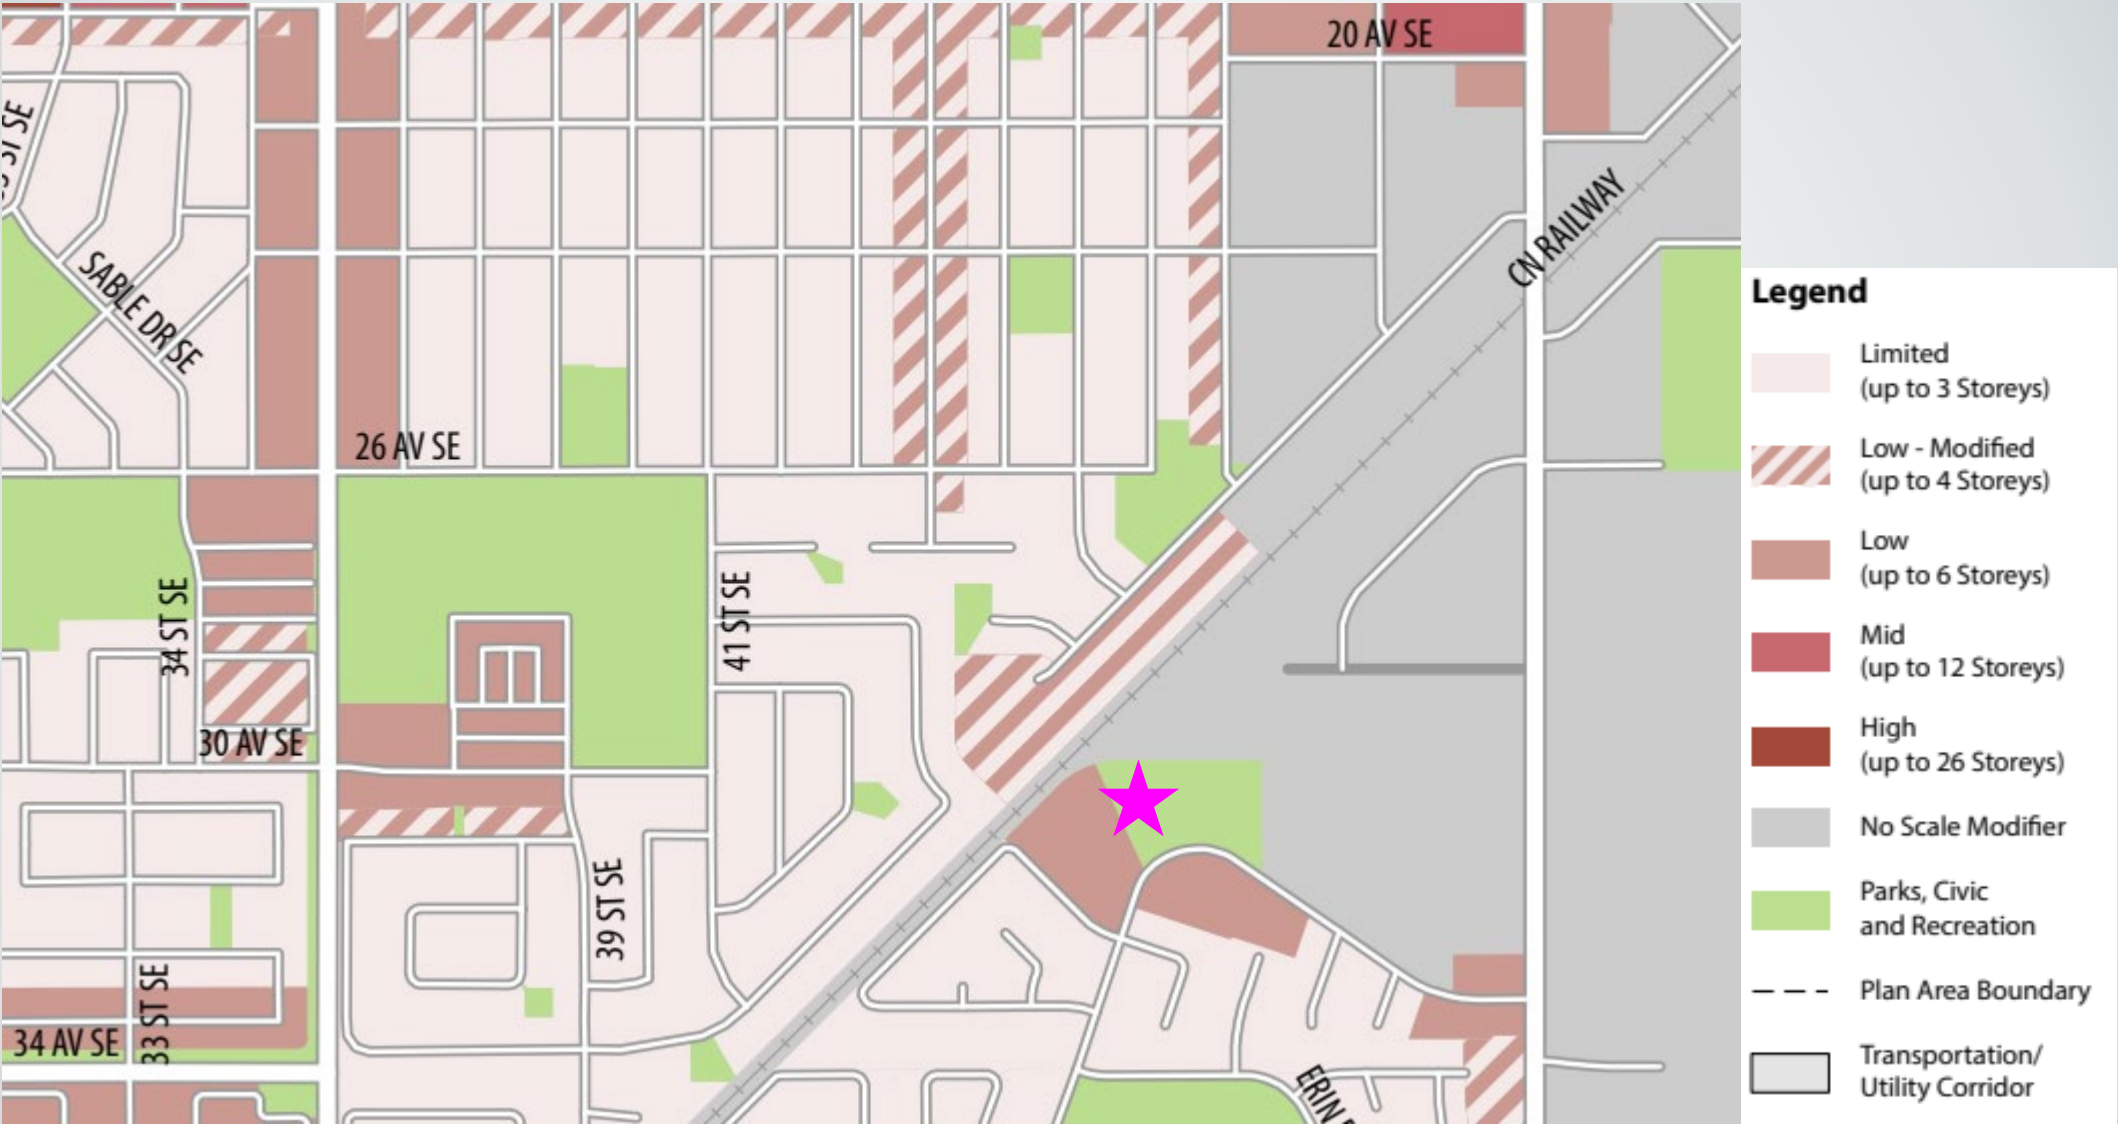 20 AV SE
ST SE
CN RAILWAY
SABLE DR SE
26 AV SE
34 ST SE
41 ST SE
30 AV SE
39 ST SE
33 ST SE
34 AV SE
ERIN
Legend
Limited
(up to 3 Storeys)
Low - Modified
(up to 4 Storeys)
Low
(up to 6 Storeys)
Mid
(up to 12 Storeys)
High
(up to 26 Storeys)
No Scale Modifier
Parks, Civic
and Recreation
Plan Area Boundary
Transportation/
Utility Corridor